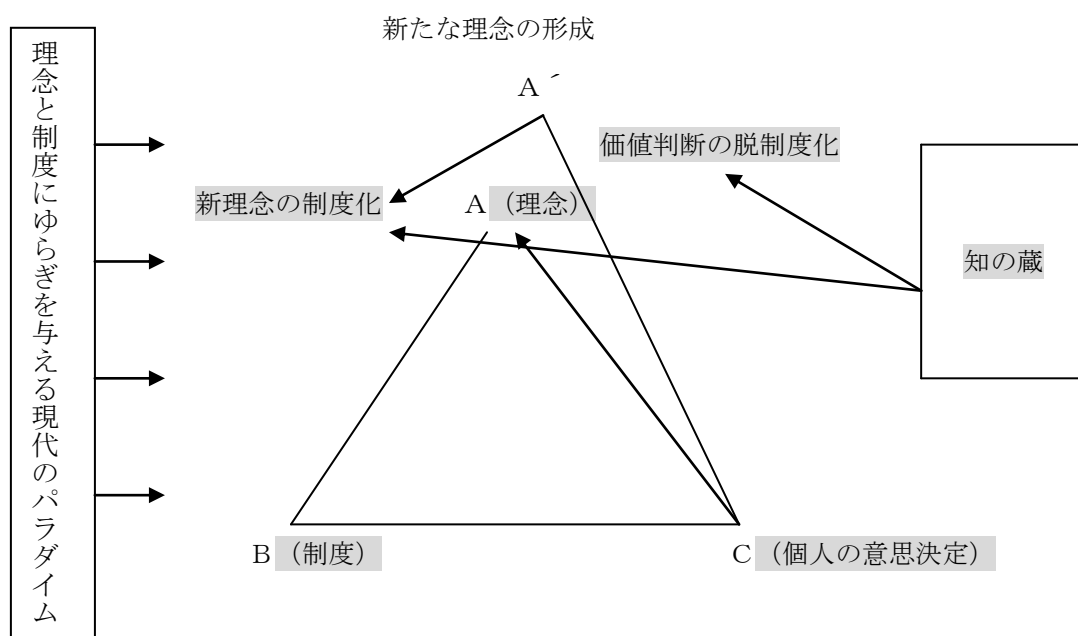 新たな理念の形成
理念と制度にゆらぎを与える現代のパラダイム
A´
価値判断の脱制度化
新理念の制度化
A（理念）
知の蔵
B（制度）
C（個人の意思決定）